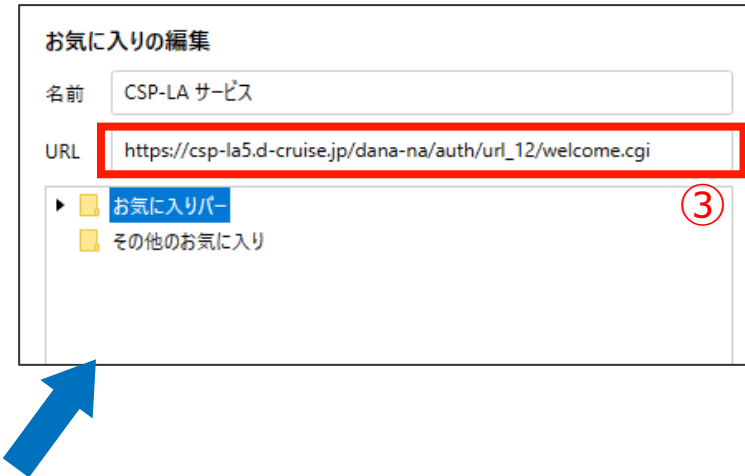 お気に入りの編集
名前 CSP-LA サービス
URL https://csp-la5.d-cruise.jp/dana-na/auth/url_12/welcome.cgi
お気に入りバー
③
その他のお気に入り